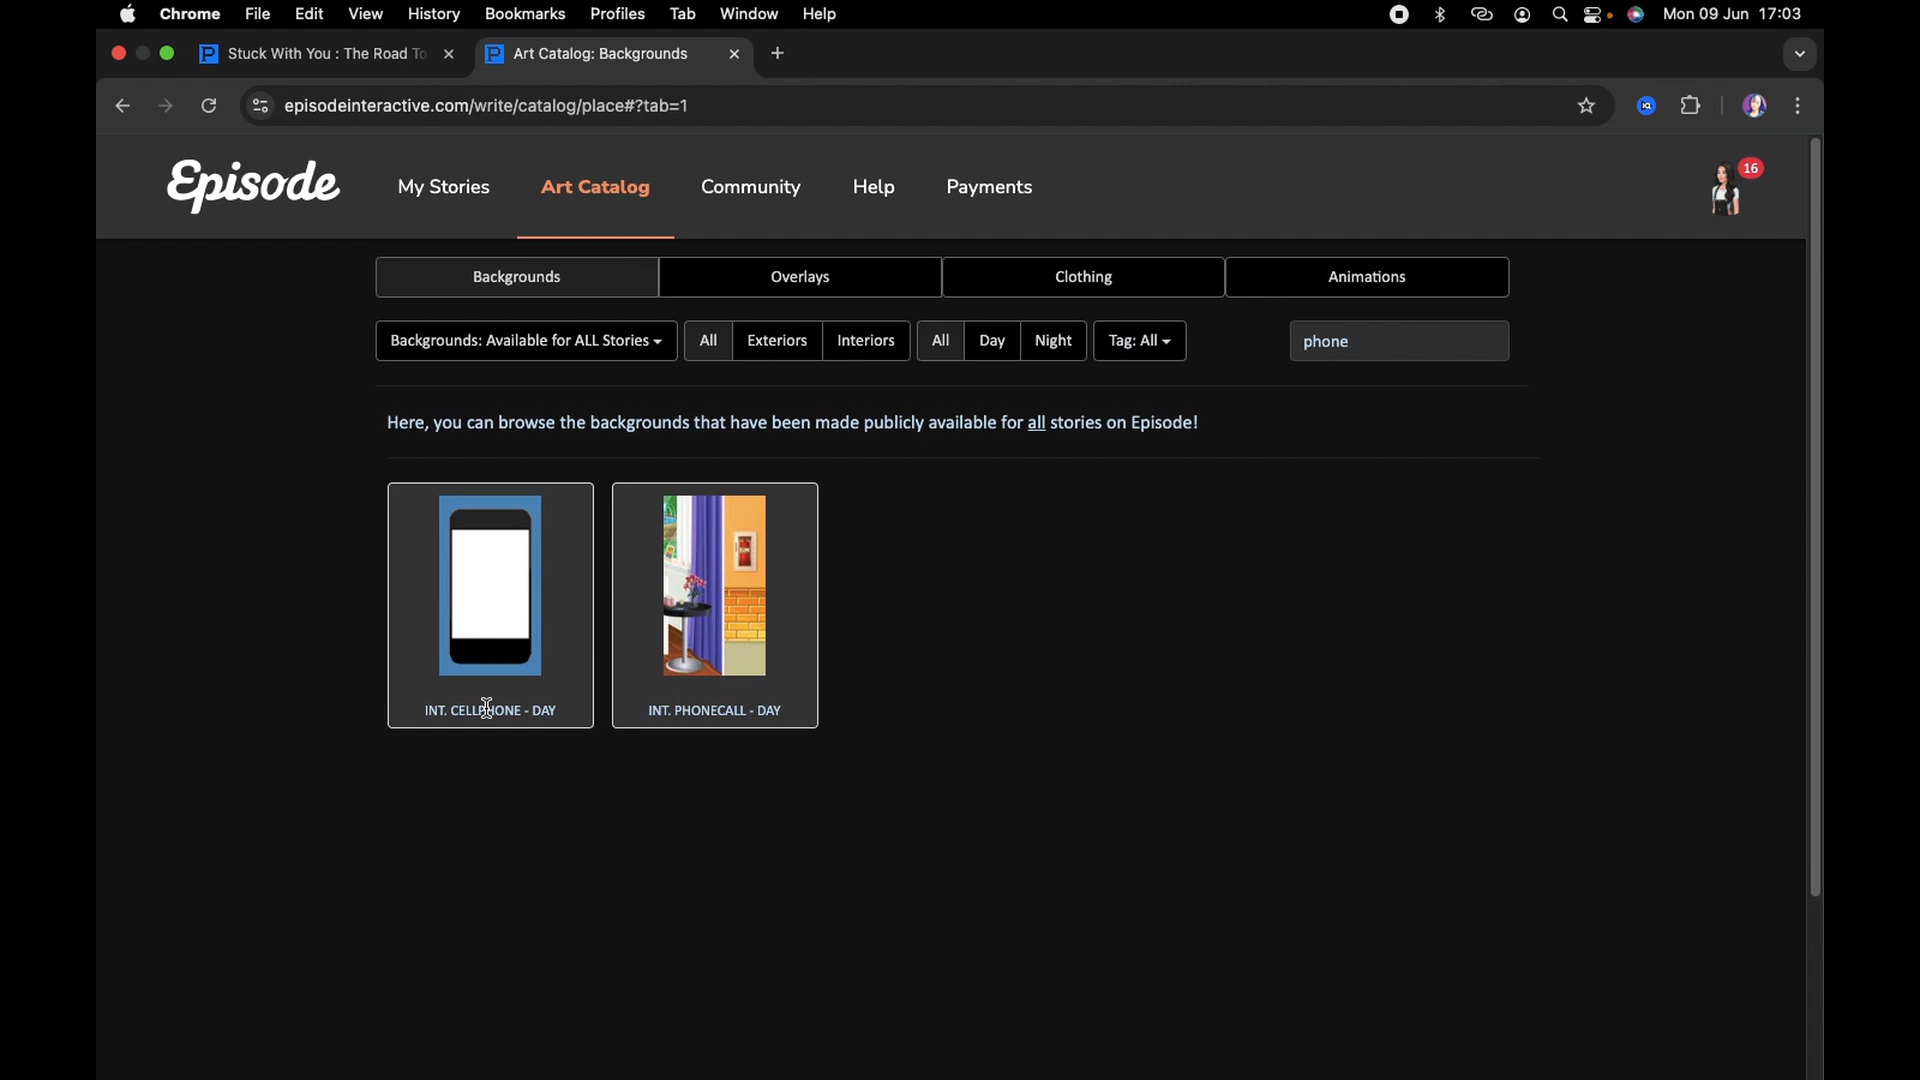 Chrome File Edit View History Bookmarks Profiles Tab Window Help Mon 09 Jun 17:03
Stuck With You : The Road To Art Catalog: Backgrounds
episodeinteractive.com/write/catalog/place#?tab=1
Episode My Stories Art Catalog Community Help Payments 16
Backgrounds Overlays Clothing Animations
Backgrounds: Available for ALL Stories All Exteriors Interiors All Day Night Tag: All phone
Here, you can browse the backgrounds that have been made publicly available for all stories on Episode!
INT. CELLPHONE - DAY INT. PHONECALL - DAY